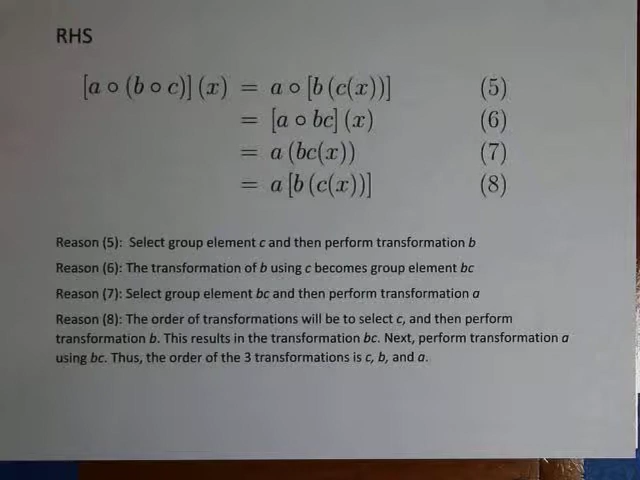 RHS
[a ∘ (b ∘ c)] (x) = a ∘ [b (c(x))] (5)
= [a ∘ bc] (x) (6)
= a (bc(x)) (7)
= a [b (c(x))] (8)
Reason (5): Select group element c and then perform transformation b
Reason (6): The transformation of b using c becomes group element bc
Reason (7): Select group element bc and then perform transformation a
Reason (8): The order of transformations will be to select c, and then perform
transformation b. This results in the transformation bc. Next, perform transformation a
using bc. Thus, the order of the 3 transformations is c, b, and a.